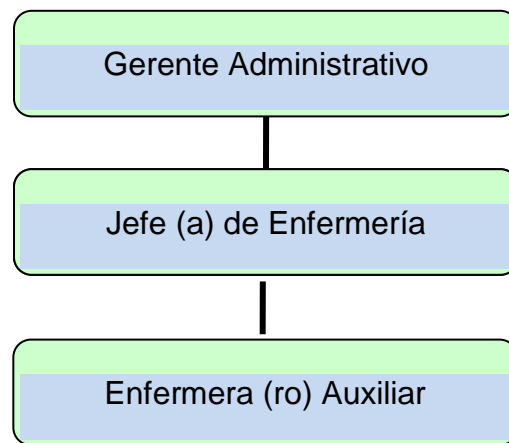 Gerente Administrativo
Jefe (a) de Enfermería
Enfermera (ro) Auxiliar